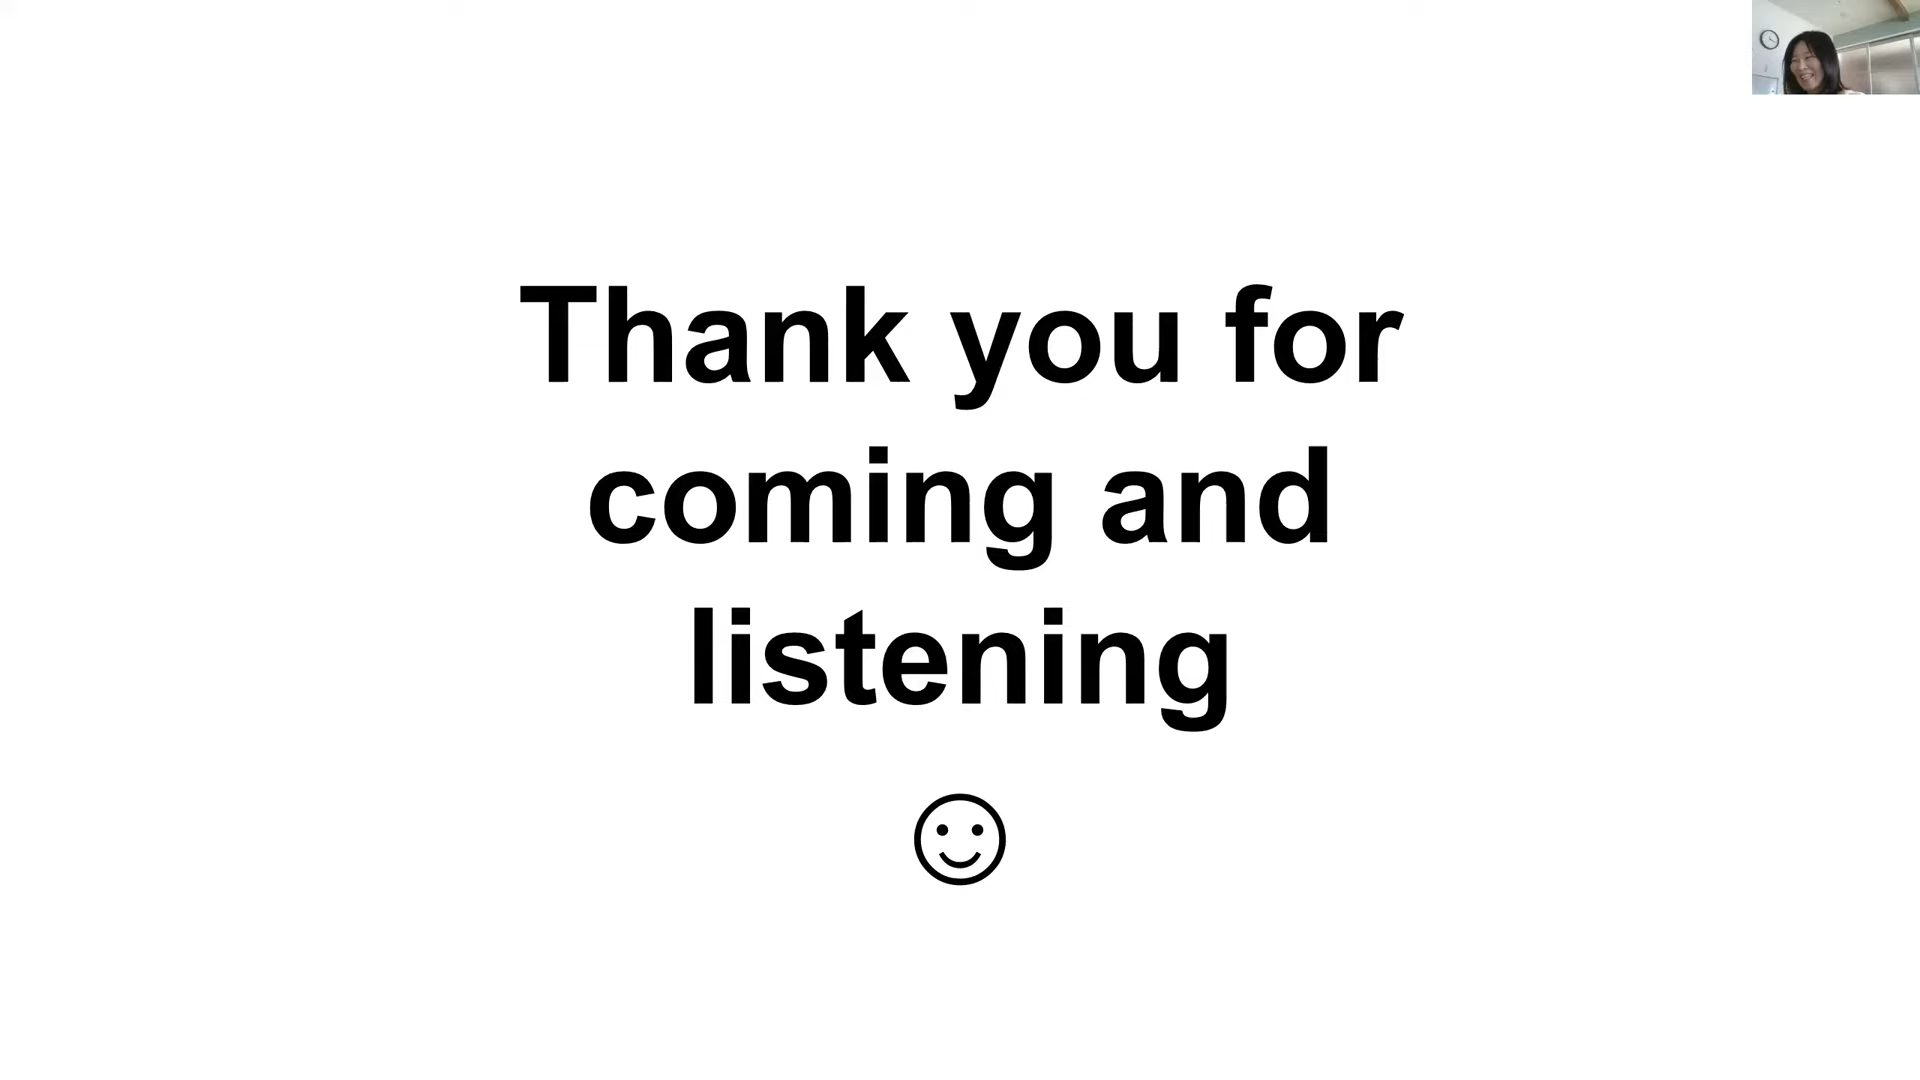 Thank you for
coming and
listening
☺